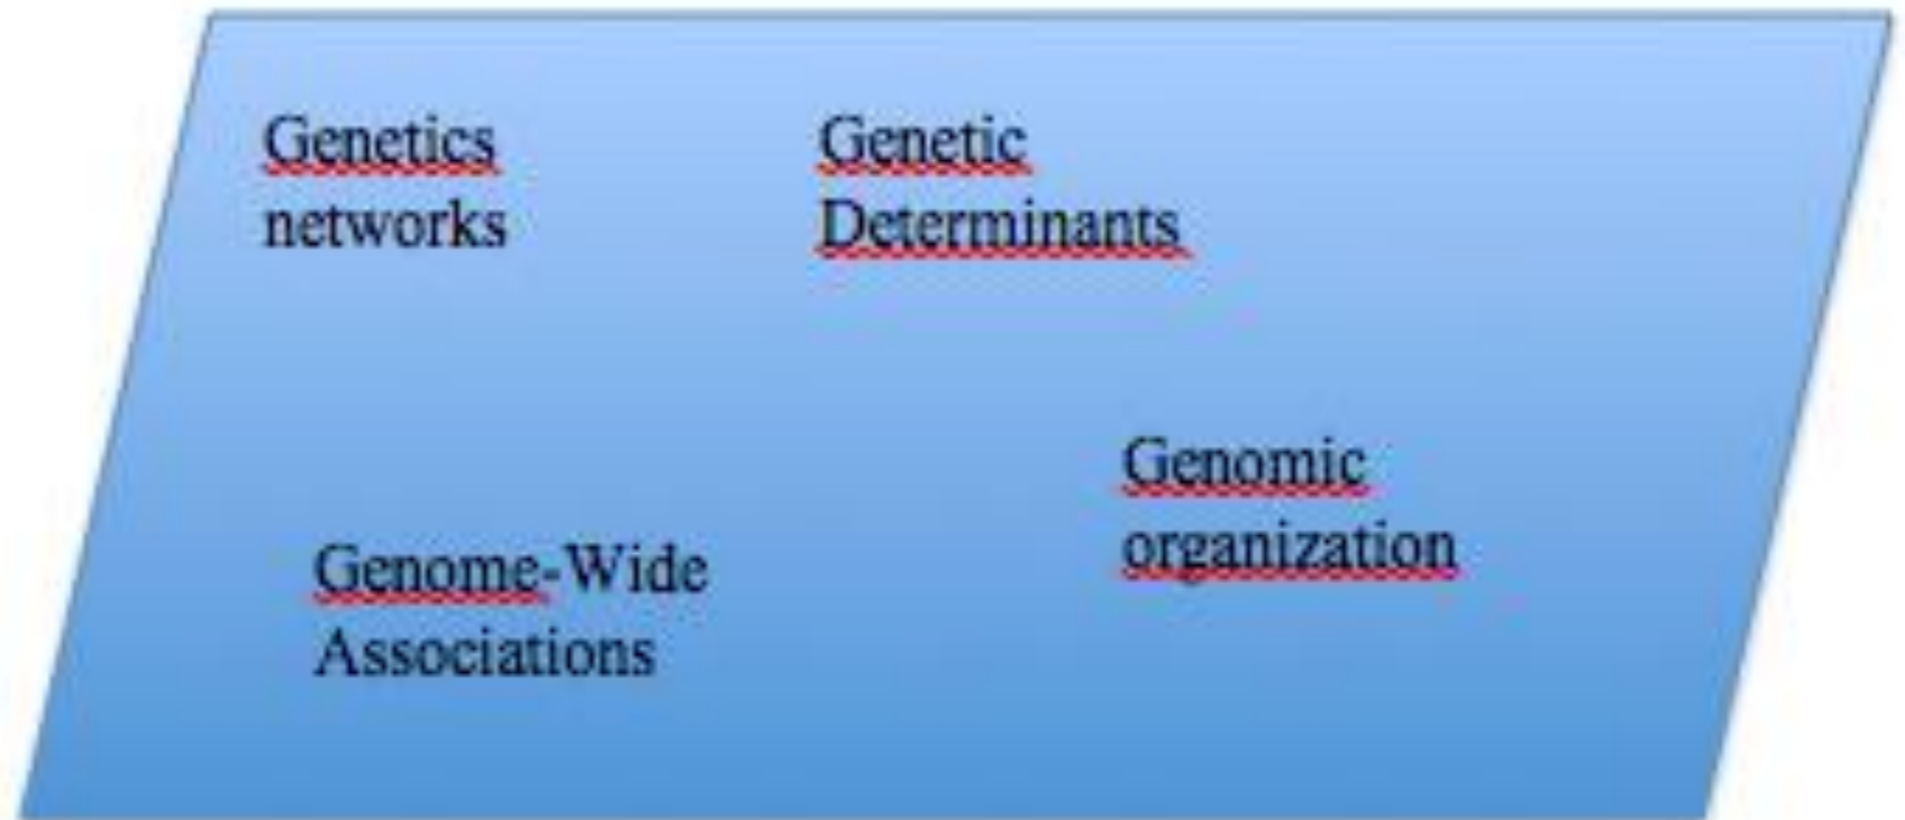 Genetics
networks
Genetic
Determinants
Genomic
organization
Genome-Wide
Associations